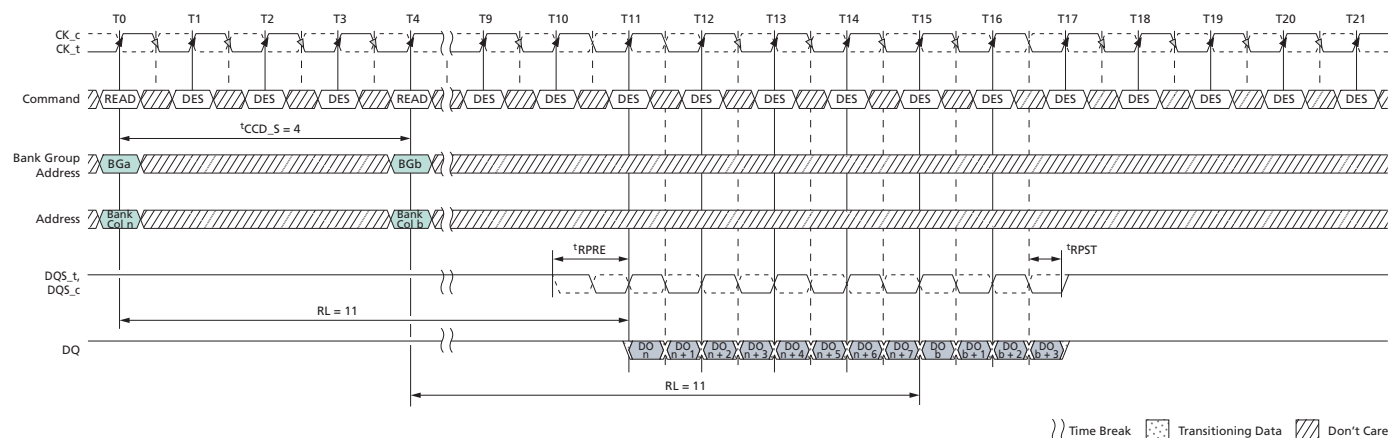 T0 T1 T2 T3 T4 T9 T10 T11 T12 T13 T14 T15 T16 T17 T18 T19 T20 T21
CK_c
CK_t
Command READ DES DES DES READ DES DES DES DES DES DES DES DES DES DES DES DES DES
tCCD_S = 4
Bank Group
Address BGa BGb
Address Bank
Col n Bank
Col b
tRPRE tRPST
DQS_t,
DQS_c
RL = 11
DQ DO
n DO
n + 1 DO
n + 2 DO
n + 3 DO
n + 4 DO
n + 5 DO
n + 6 DO
n + 7 DO
b DO
b + 1 DO
b + 2 DO
b + 3
RL = 11
Time Break Transitioning Data Don't Care